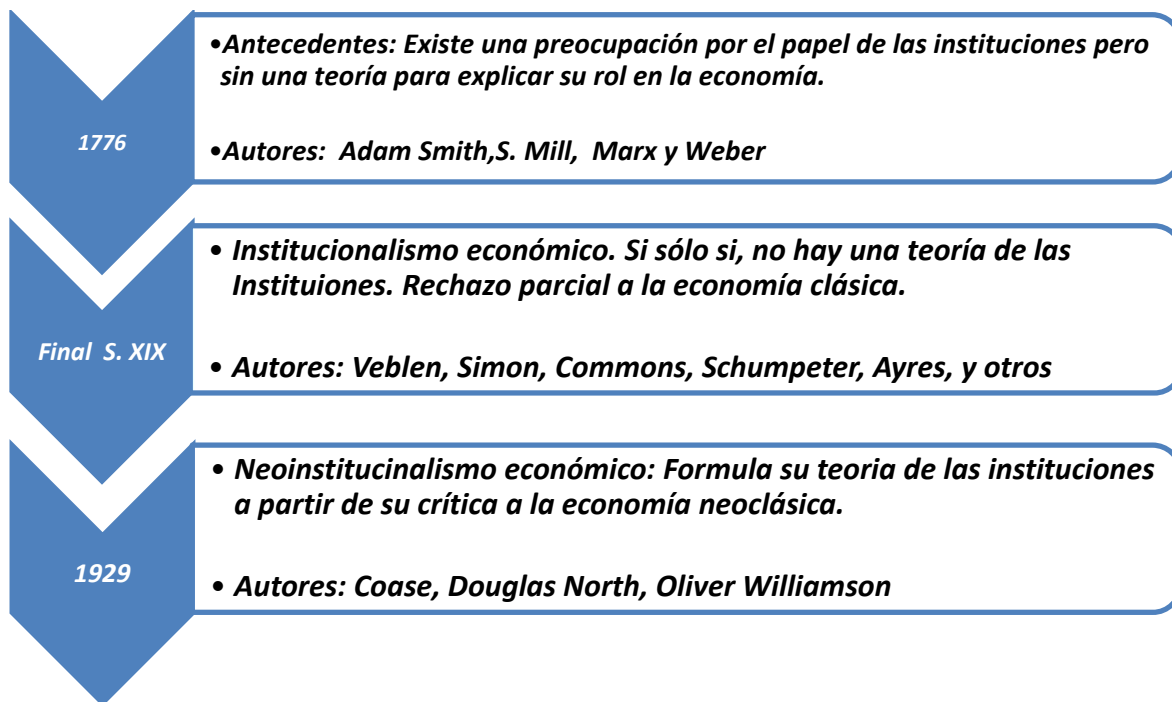 1776
•Antecedentes: Existe una preocupación por el papel de las instituciones pero
sin una teoría para explicar su rol en la economía.
•Autores: Adam Smith,S. Mill, Marx y Weber
Final S. XIX
• Institucionalismo económico. Si sólo si, no hay una teoría de las
Instituiones. Rechazo parcial a la economía clásica.
• Autores: Veblen, Simon, Commons, Schumpeter, Ayres, y otros
1929
• Neoinstitucinalismo económico: Formula su teoria de las instituciones
a partir de su crítica a la economía neoclásica.
• Autores: Coase, Douglas North, Oliver Williamson